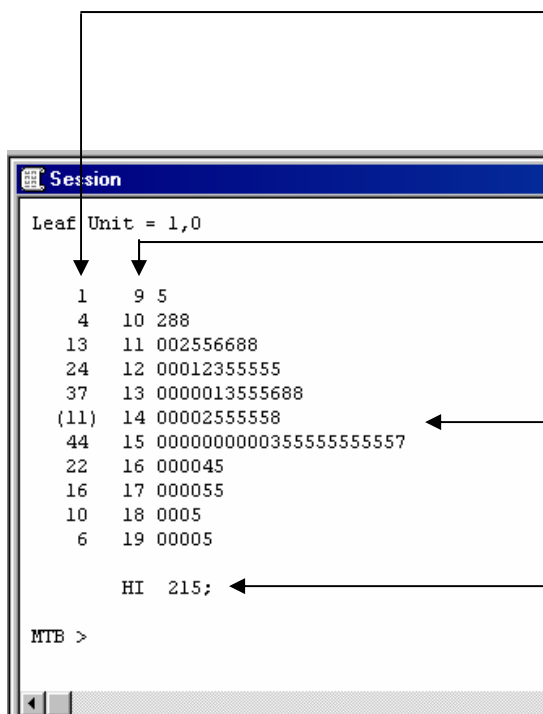 Session
Leaf Unit = 1,0
1 9 5
4 10 288
13 11 002556688
24 12 00012355555
37 13 0000013555688
(11) 14 00002555558
44 15 0000000000355555555557
22 16 000045
16 17 000055
10 18 0005
6 19 00005
HI 215;
MTB >